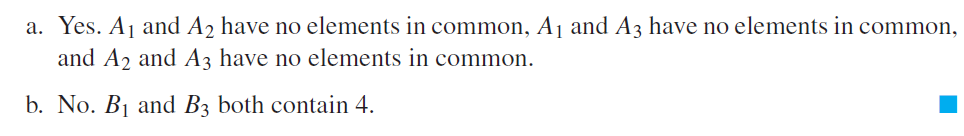 a. Yes. A₁ and A₂ have no elements in common, A₁ and A₃ have no elements in common,
and A₂ and A₃ have no elements in common.
b. No. B₁ and B₃ both contain 4.